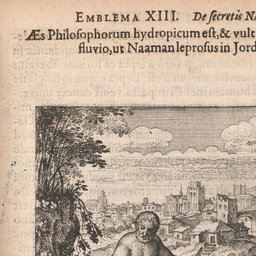 EMBLEMA XIII. De secretis Na
Æs Philosophorum hydropicum est, & vult
fluvio, ut Naaman leprosus in Jord